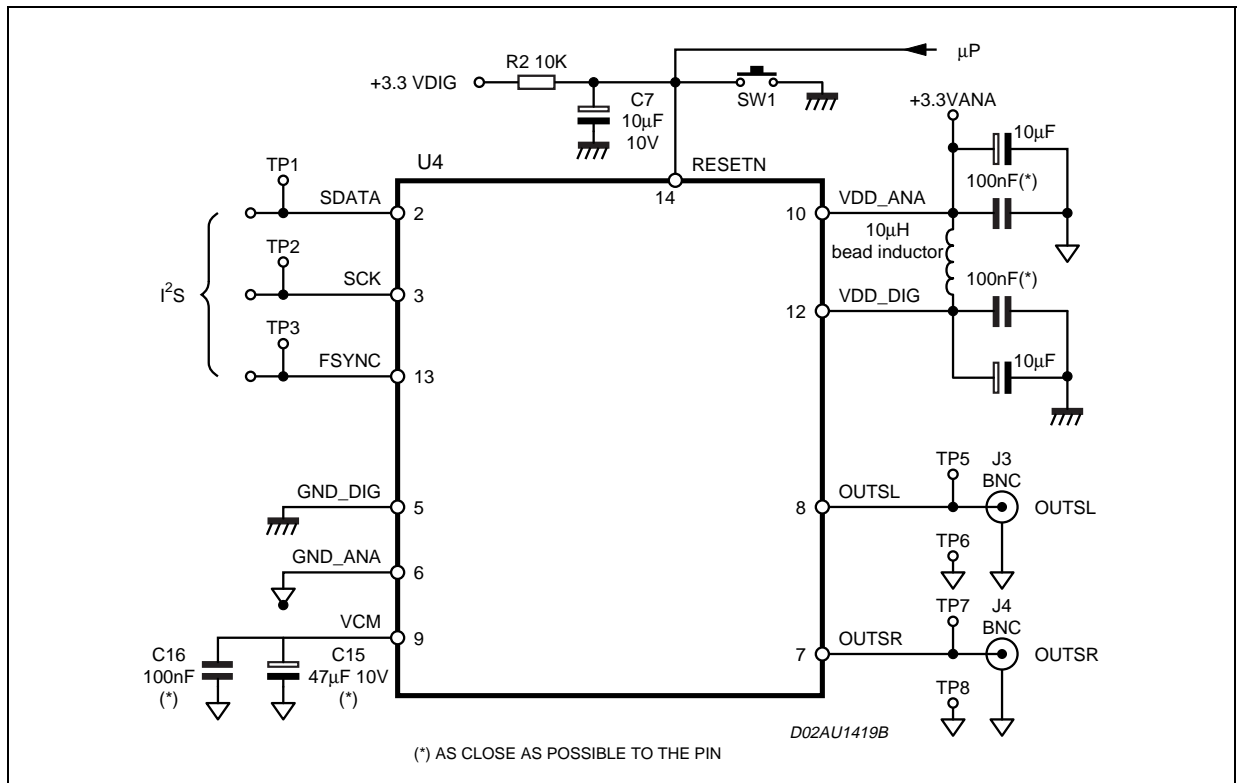 μP
R2 10K
+3.3 VDIG
SW1
C7
10μF
10V
+3.3VANA
10μF
U4
RESETN
14
TP1
SDATA
2
100nF(*)
10
VDD_ANA
10μH
bead inductor
TP2
SCK
3
I²S
100nF(*)
12
VDD_DIG
TP3
FSYNC
13
10μF
GND_DIG
5
TP5
J3
BNC
8
OUTSL
OUTSL
GND_ANA
6
TP6
VCM
9
TP7
J4
BNC
7
OUTSR
OUTSR
C16
100nF
(*)
C15
47μF 10V
(*)
TP8
D02AU1419B
(*) AS CLOSE AS POSSIBLE TO THE PIN